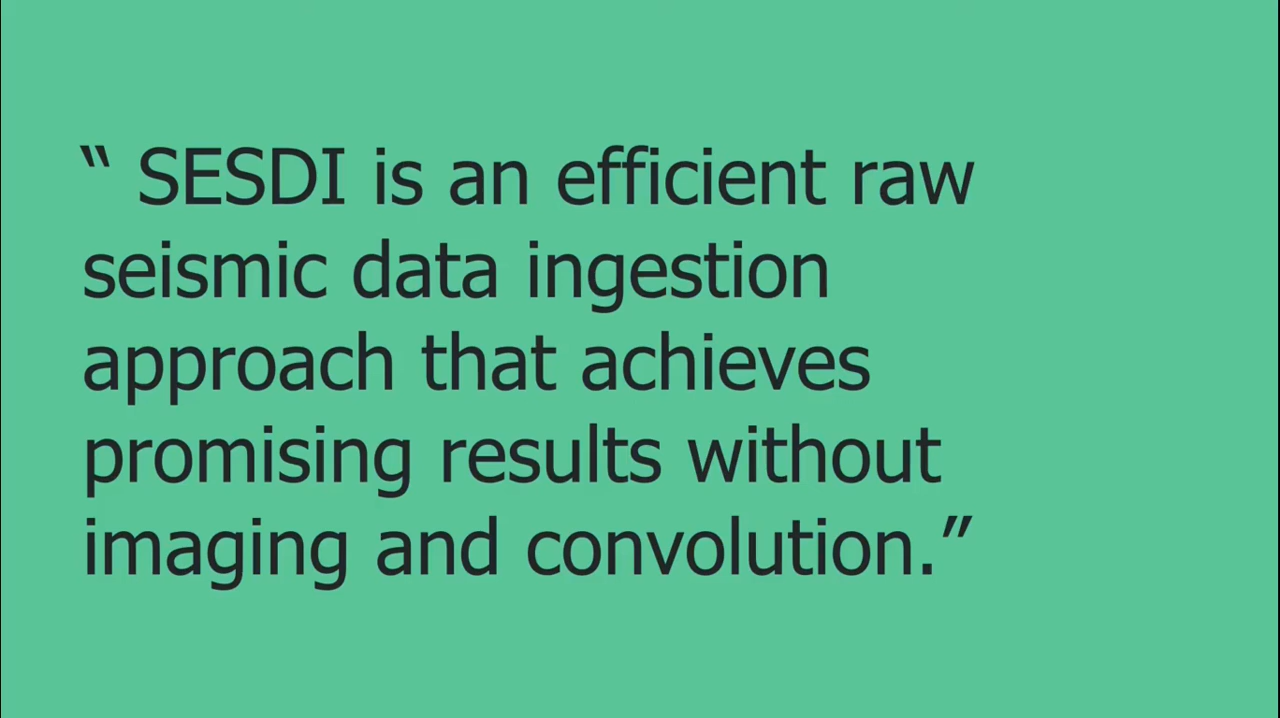 “ SESDI is an efficient raw
seismic data ingestion
approach that achieves
promising results without
imaging and convolution.”